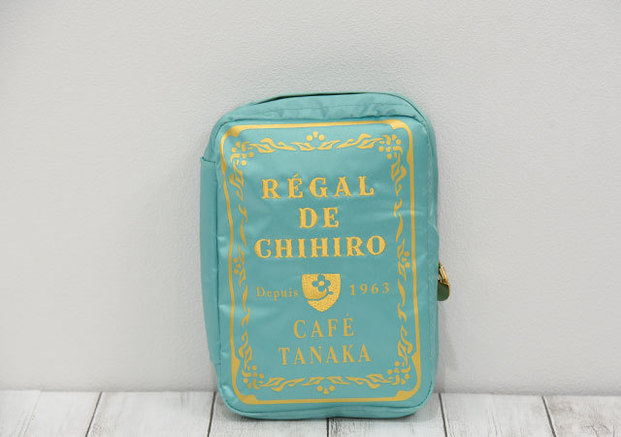 RÉGAL
DE
CHIHIRO
Depuis 1963
CAFÉ
TANAKA